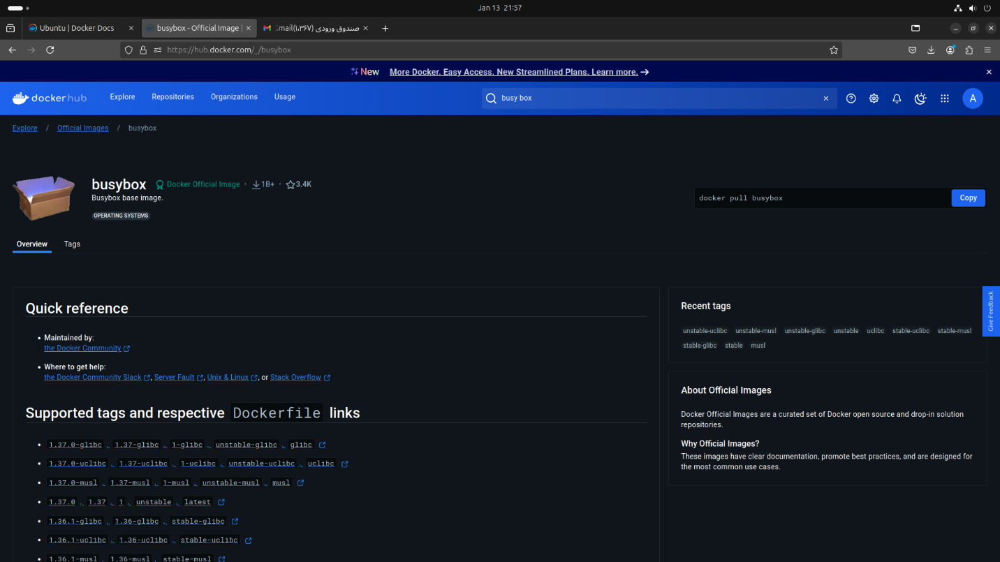 Jan 13 21:57
Ubuntu | Docker Docs
busybox - Official Image |
صندوق ورودی (۱٬۳۶۷) Gmail
https://hub.docker.com/_/busybox
New More Docker. Easy Access. New Streamlined Plans. Learn more.
dockerhub Explore Repositories Organizations Usage busy box A
Explore / Official Images / busybox
busybox Docker Official Image · 1B+ · 3.4K
Busybox base image.
OPERATING SYSTEMS
docker pull busybox Copy
Overview Tags
Quick reference
Maintained by:
the Docker Community
Where to get help:
the Docker Community Slack, Server Fault, Unix & Linux, or Stack Overflow
Supported tags and respective Dockerfile links
1.37.0-glibc, 1.37-glibc, 1-glibc, unstable-glibc, glibc
1.37.0-uclibc, 1.37-uclibc, 1-uclibc, unstable-uclibc, uclibc
1.37.0-musl, 1.37-musl, 1-musl, unstable-musl, musl
1.37.0, 1.37, 1, unstable, latest
1.36.1-glibc, 1.36-glibc, stable-glibc
1.36.1-uclibc, 1.36-uclibc, stable-uclibc
1.36.1-musl, 1.36-musl, stable-musl
Recent tags
unstable-uclibc unstable-musl unstable-glibc unstable uclibc stable-uclibc stable-musl
stable-glibc stable musl
About Official Images
Docker Official Images are a curated set of Docker open source and drop-in solution
repositories.
Why Official Images?
These images have clear documentation, promote best practices, and are designed for
the most common use cases.
Give Feedback